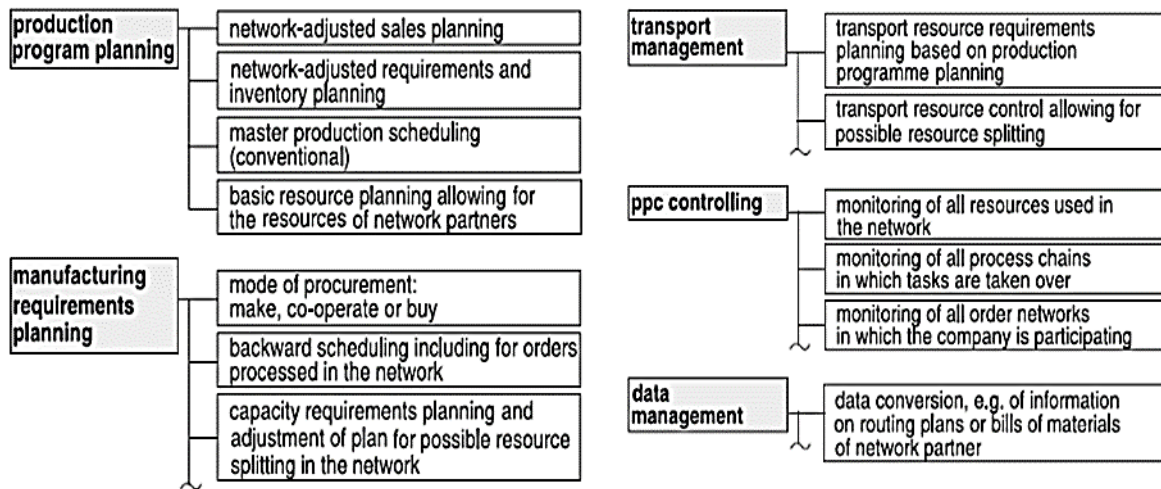 production
program planning
network-adjusted sales planning
network-adjusted requirements and
inventory planning
master production scheduling
(conventional)
basic resource planning allowing for
the resources of network partners
manufacturing
requirements
planning
mode of procurement:
make, co-operate or buy
backward scheduling including for orders
processed in the network
capacity requirements planning and
adjustment of plan for possible resource
splitting in the network
transport
management
transport resource requirements
planning based on production
programme planning
transport resource control allowing for
possible resource splitting
ppc controlling
monitoring of all resources used in
the network
monitoring of all process chains
in which tasks are taken over
monitoring of all order networks
in which the company is participating
data
management
data conversion, e.g. of information
on routing plans or bills of materials
of network partner